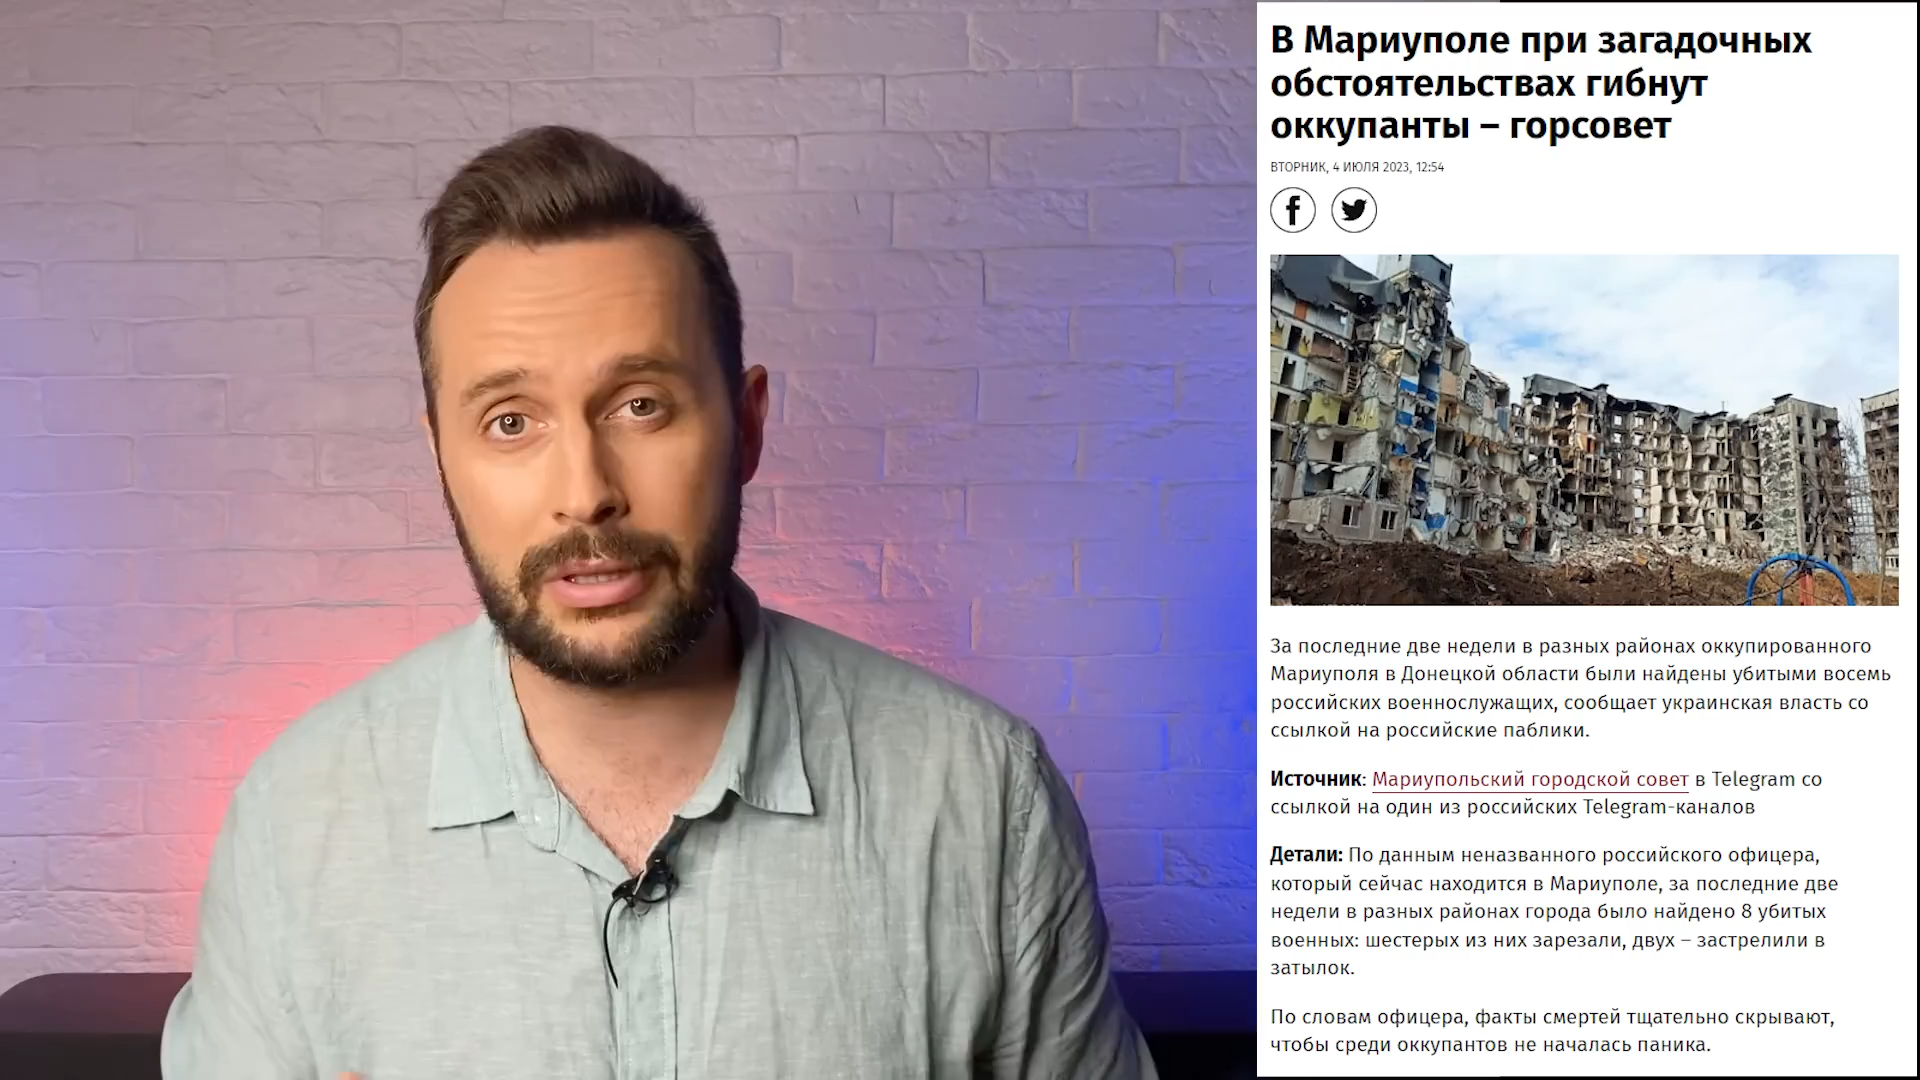 В Мариуполе при загадочных
обстоятельствах гибнут
оккупанты – горсовет
ВТОРНИК, 4 ИЮЛЯ 2023, 12:54
За последние две недели в разных районах оккупированного
Мариуполя в Донецкой области были найдены убитыми восемь
российских военнослужащих, сообщает украинская власть со
ссылкой на российские паблики.
Источник: Мариупольский городской совет в Telegram со
ссылкой на один из российских Telegram-каналов
Детали: По данным неназванного российского офицера,
который сейчас находится в Мариуполе, за последние две
недели в разных районах города было найдено 8 убитых
военных: шестерых из них зарезали, двух – застрелили в
затылок.
По словам офицера, факты смертей тщательно скрывают,
чтобы среди оккупантов не началась паника.